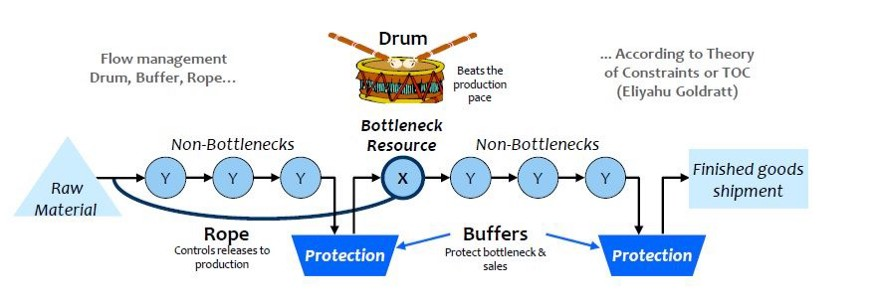 Flow management
Drum, Buffer, Rope...
Drum
Beats the
production
pace
... According to Theory
of Constraints or TOC
(Eliyahu Goldratt)
Bottleneck
Resource
Non-Bottlenecks
Non-Bottlenecks
Raw
Material
Y
Y
Y
X
Y
Y
Y
Finished goods
shipment
Rope
Controls releases to
production
Protection
Buffers
Protect bottleneck &
sales
Protection